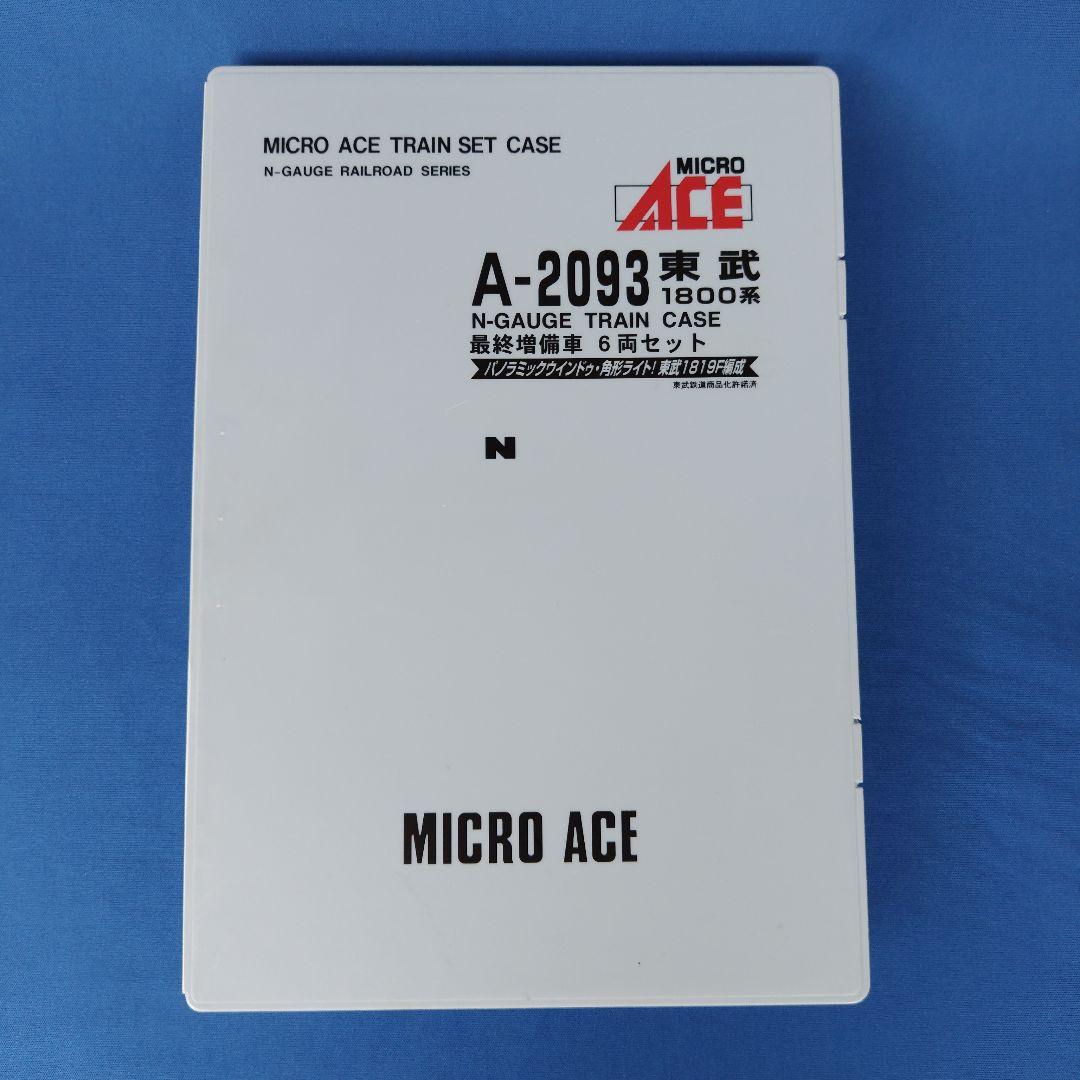 MICRO ACE TRAIN SET CASE
N-GAUGE RAILROAD SERIES
MICRO
ACE
A-2093 東武
1800系
N-GAUGE TRAIN CASE
最終増備車 6両セット
パノラミックウインドゥ・角形ライト!東武1819F編成
東武鉄道商品化許諾済
N
MICRO ACE